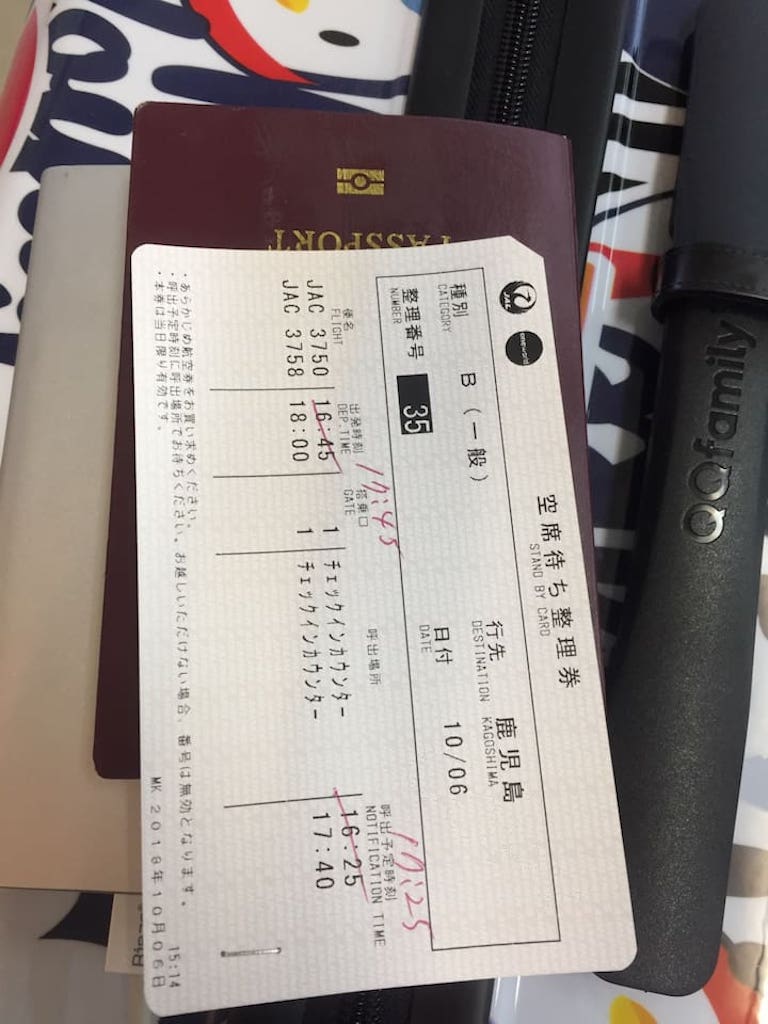 PASSPORT
JAL
oneworld
空席待ち整理券
STAND BY CARD
種別 B (一般)
CATEGORY
行先 鹿児島
DESTINATION KAGOSHIMA
整理番号 35
NUMBER
日付 10/06
DATE
便名 出発時刻 搭乗口 呼出場所 呼出予定時刻
FLIGHT DEP.TIME GATE NOTIFICATION TIME
17:45 17:25
JAC 3750 16:45 1 チェックインカウンター 16:25
JAC 3758 18:00 1 チェックインカウンター 17:40
・あらかじめ航空券をお買い求めください。
・呼出予定時刻に呼出場所でお待ちください。お越しいただけない場合、番号は無効となります。
・本券は当日限り有効です。
15:14
MK 2018年10月06日
QQfamily